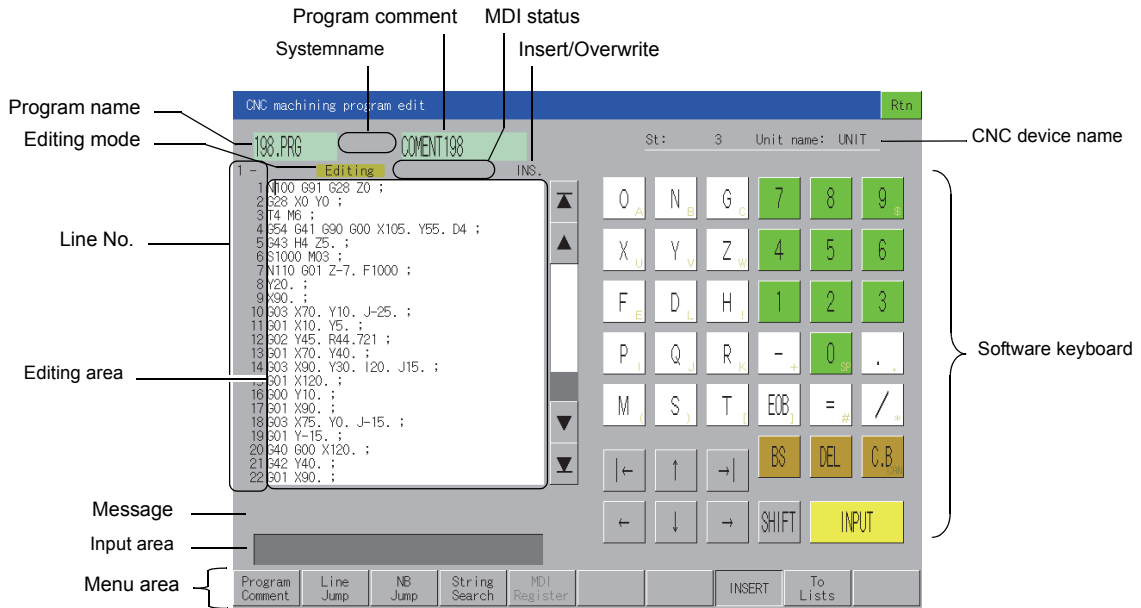 Program comment
MDI status
Systemname
Insert/Overwrite
CNC machining program edit
Rtn
Program name
198.PRG
COMENT198
St: 3 Unit name: UNIT
CNC device name
Editing mode
1 -
Editing
INS.
Line No.
Editing area
1 N100 G91 G28 Z0 ;
2 G28 X0 Y0 ;
3 T4 M6 ;
4 G54 G41 G90 G00 X105. Y55. D4 ;
5 G43 H4 Z5. ;
6 S1000 M03 ;
7 N110 G01 Z-7. F1000 ;
8 Y20. ;
9 X90. ;
10 G03 X70. Y10. J-25. ;
11 G01 X10. Y5. ;
12 G02 Y45. R44.721 ;
13 G01 X70. Y40. ;
14 G03 X90. Y30. I20. J15. ;
15 G01 X120. ;
16 G00 Y10. ;
17 G01 X90. ;
18 G03 X75. Y0. J-15. ;
19 G01 Y-15. ;
20 G40 G00 X120. ;
21 G42 Y40. ;
22 G01 X90. ;
O A N B G C 7 8 9 $
X U Y V Z W 4 5 6
F E D L H I 1 2 3
P I Q J R K - + 0 SP . ,
M ( S ) T [ EOB ] = # / *
|← ↑ →| BS DEL C.B CAN
← ↓ → SHIFT INPUT
Software keyboard
Message
Input area
Menu area
Program Comment
Line Jump
NB Jump
String Search
MDI Register
INSERT
To Lists